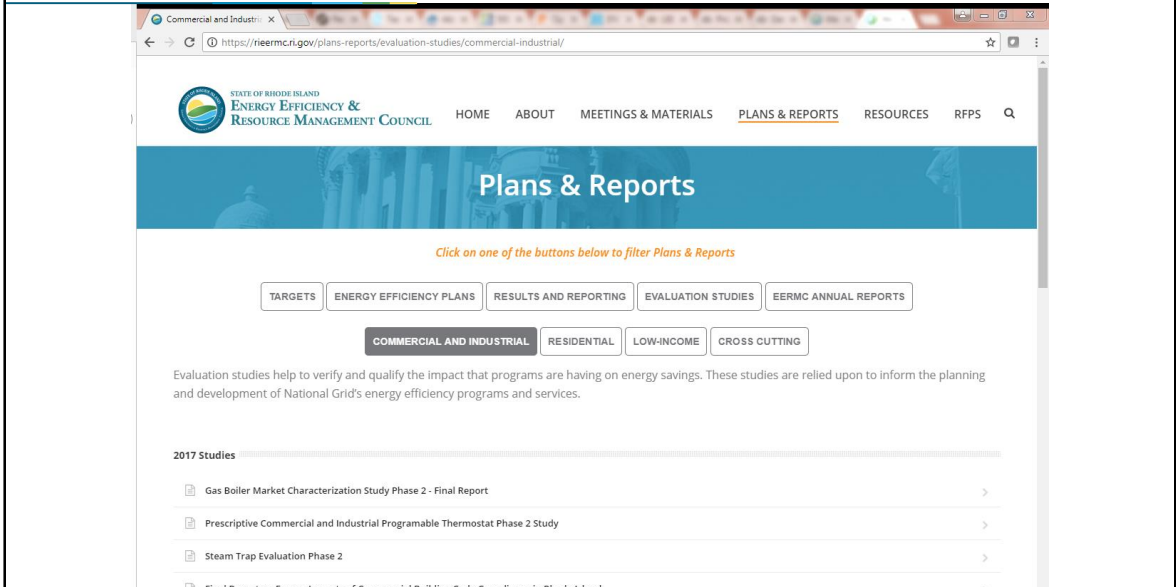 Commercial and Industri
https://rieermc.ri.gov/plans-reports/evaluation-studies/commercial-industrial/
STATE OF RHODE ISLAND
ENERGY EFFICIENCY &
RESOURCE MANAGEMENT COUNCIL
HOME ABOUT MEETINGS & MATERIALS PLANS & REPORTS RESOURCES RFPS
Plans & Reports
Click on one of the buttons below to filter Plans & Reports
TARGETS ENERGY EFFICIENCY PLANS RESULTS AND REPORTING EVALUATION STUDIES EERMC ANNUAL REPORTS
COMMERCIAL AND INDUSTRIAL RESIDENTIAL LOW-INCOME CROSS CUTTING
Evaluation studies help to verify and qualify the impact that programs are having on energy savings. These studies are relied upon to inform the planning
and development of National Grid's energy efficiency programs and services.
2017 Studies
Gas Boiler Market Characterization Study Phase 2 - Final Report
Prescriptive Commercial and Industrial Programable Thermostat Phase 2 Study
Steam Trap Evaluation Phase 2